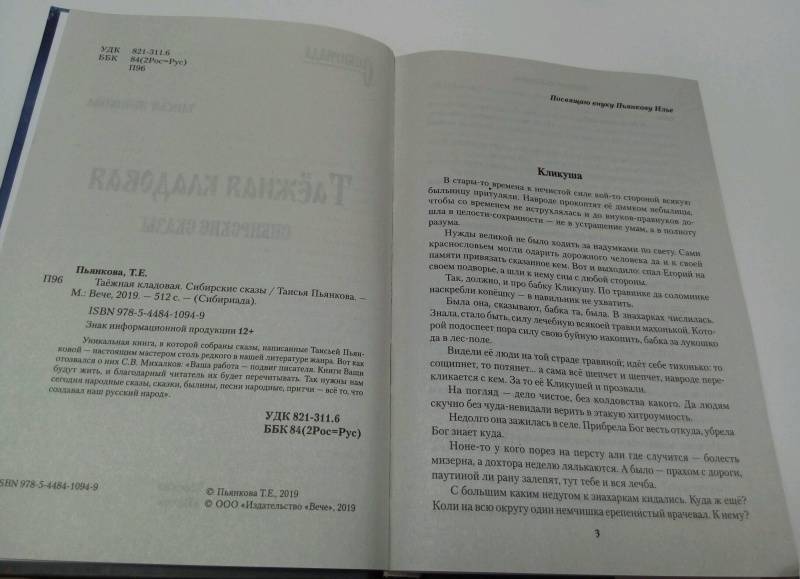 УДК 821-311.6
ББК 84(2Рос=Рус)
П96
Пьянкова, Т.Е.
П96 Таёжная кладовая. Сибирские сказы / Таисья Пьянкова. –
М.: Вече, 2019. — 512 с. — (Сибириада).
ISBN 978-5-4484-1094-9
Знак информационной продукции 12+
Уникальная книга, в которой собраны сказы, написанные Таисьей Пьян-
ковой — настоящим мастером столь редкого в нашей литературе жанра. Вот как
отозвался о них С.В. Михалков: «Ваша работа — подвиг писателя. Книги Ваши
будут жить, и благодарный читатель их будет перечитывать. Так нужны нам
сегодня народные сказы, сказки, былины, песни народные, притчи — всё то, что
создавал наш русский народ».
УДК 821-311.6
ББК 84(2Рос=Рус)
ISBN 978-5-4484-1094-9
© Пьянкова Т.Е., 2019
© ООО «Издательство «Вече», 2019
Посвящаю внуку Пьянкову Илье
Кликуша
В стары-то времена к нечистой силе вой-то стороной всякую
быльницу притуляли. Навроде прокоптят её дымком небылицы,
чтобы со временем не иструхлялась и до внуков-правнуков до-
шла в целости-сохранности — не в устрашение умам, а в полноту
разума.
Нужды великой не было ходить за надумками по свету. Сами
краснословьем могли одарить дорожного человека да и к своей
памяти привязать сказанное кем. Вот и выходило: спал Егорий на
своем подворье, а шли к нему сны с любой стороны.
Так, должно, и про бабку Кликушу. По травинке да соломинке
наскребли копёшку — в навильник не ухватить.
Была она, сказывают, бабка та, была. В знахарках числилась.
Знала, стало быть, силу лечебную всякоей травки махонькой. Кото-
рой подоспеет пора силу свою буйную накопить, бабка за лукошко
да в лес-поле.
Видели её люди на той страде травяной; идёт себе тихонько: то
сощипнет, то потянет... а сама всё шепчет и шепчет, навроде пере-
кликается с кем. За то её Кликушей и прозвали.
На погляд — дело чистое, без колдовства какого. Да людям
скучно без чуда-невидали верить в этакую хитроумность.
Недолго она зажилась в селе. Прибрела Бог весть откуда, убрела
Бог знает куда.
Ноне-то у кого порез на персту али где случится — болесть
мизерна, а дохтора неделю лялькаются. А было — прахом с дороги,
паутиной ли рану залепят, тут тебе и вся лечба.
С большим каким недугом к знахаркам кидались. Куда ж ещё?
Коли на всю округу один немчишка ерепенистый врачевал. К нему?
3